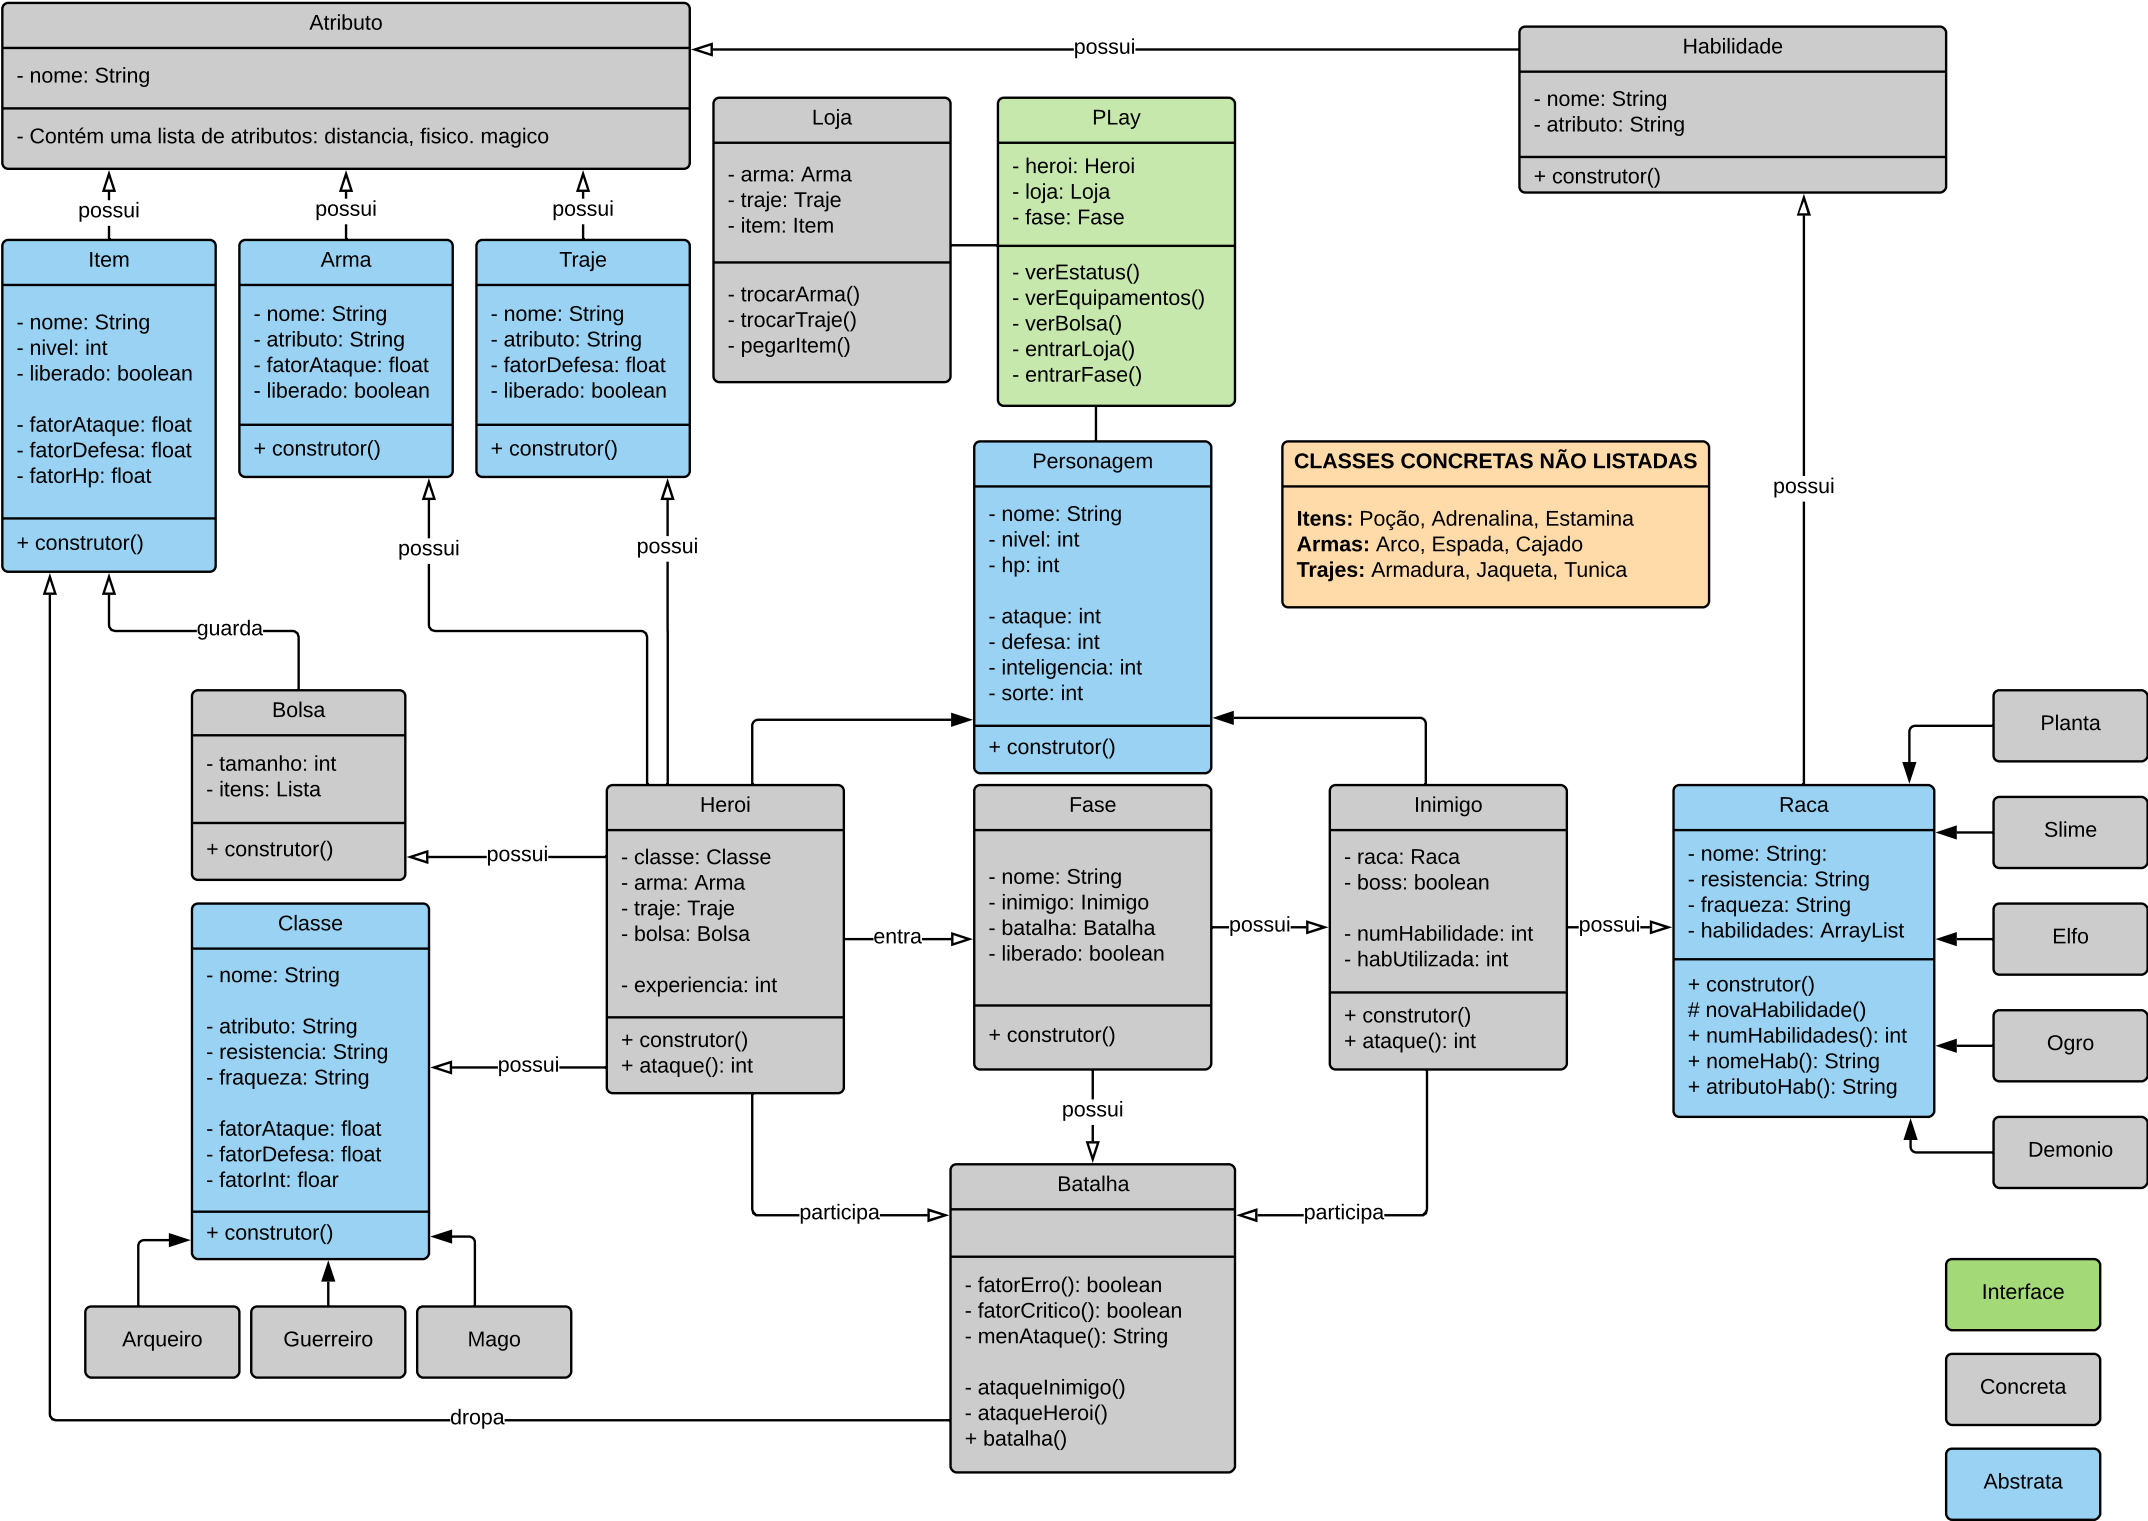 Atributo
- nome: String
- Contém uma lista de atributos: distancia, fisico. magico
possui
Habilidade
- nome: String
- atributo: String
+ construtor()
Loja
- arma: Arma
- traje: Traje
- item: Item
- trocarArma()
- trocarTraje()
- pegarItem()
PLay
- heroi: Heroi
- loja: Loja
- fase: Fase
- verEstatus()
- verEquipamentos()
- verBolsa()
- entrarLoja()
- entrarFase()
possui
possui
possui
Item
- nome: String
- nivel: int
- liberado: boolean
- fatorAtaque: float
- fatorDefesa: float
- fatorHp: float
+ construtor()
Arma
- nome: String
- atributo: String
- fatorAtaque: float
- liberado: boolean
+ construtor()
Traje
- nome: String
- atributo: String
- fatorDefesa: float
- liberado: boolean
+ construtor()
Personagem
- nome: String
- nivel: int
- hp: int
- ataque: int
- defesa: int
- inteligencia: int
- sorte: int
+ construtor()
CLASSES CONCRETAS NÃO LISTADAS
Itens: Poção, Adrenalina, Estamina
Armas: Arco, Espada, Cajado
Trajes: Armadura, Jaqueta, Tunica
possui
possui
possui
guarda
Bolsa
- tamanho: int
- itens: Lista
+ construtor()
possui
Heroi
- classe: Classe
- arma: Arma
- traje: Traje
- bolsa: Bolsa
- experiencia: int
+ construtor()
+ ataque(): int
entra
Fase
- nome: String
- inimigo: Inimigo
- batalha: Batalha
- liberado: boolean
+ construtor()
possui
Inimigo
- raca: Raca
- boss: boolean
- numHabilidade: int
- habUtilizada: int
+ construtor()
+ ataque(): int
possui
Raca
- nome: String:
- resistencia: String
- fraqueza: String
- habilidades: ArrayList
+ construtor()
# novaHabilidade()
+ numHabilidades(): int
+ nomeHab(): String
+ atributoHab(): String
Planta
Slime
Elfo
Ogro
Demonio
Classe
- nome: String
- atributo: String
- resistencia: String
- fraqueza: String
- fatorAtaque: float
- fatorDefesa: float
- fatorInt: floar
+ construtor()
possui
possui
participa
participa
Batalha
- fatorErro(): boolean
- fatorCritico(): boolean
- menAtaque(): String
- ataqueInimigo()
- ataqueHeroi()
+ batalha()
Arqueiro
Guerreiro
Mago
dropa
Interface
Concreta
Abstrata